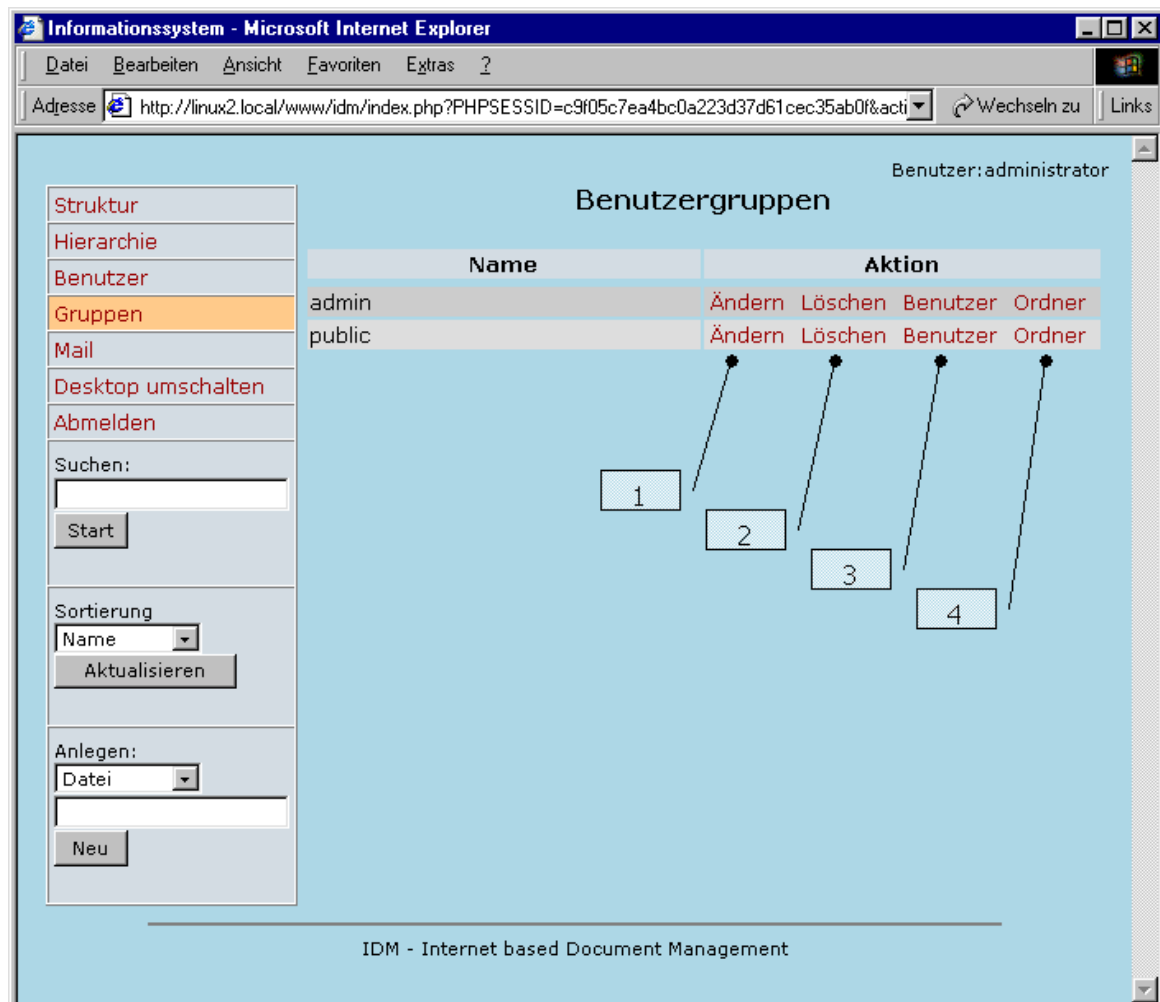 Informationssystem - Microsoft Internet Explorer
Datei Bearbeiten Ansicht Favoriten Extras ?
Adresse http://linux2.local/www/idm/index.php?PHPSESSID=c9f05c7ea4bc0a223d37d61cec35ab0f&acti Wechseln zu Links
Benutzer:administrator
Benutzergruppen
Struktur
Hierarchie
Benutzer
Gruppen
Mail
Desktop umschalten
Abmelden
Suchen:
Start
Sortierung
Name
Aktualisieren
Anlegen:
Datei
Neu
Name Aktion
admin Ändern Löschen Benutzer Ordner
public Ändern Löschen Benutzer Ordner
1
2
3
4
IDM - Internet based Document Management